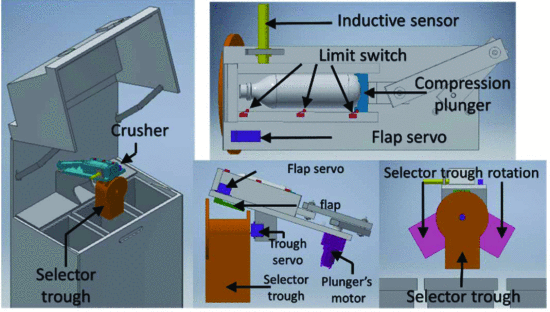 Crusher
Selector
trough
Inductive sensor
Limit switch
Compression
plunger
Flap servo
Flap servo
flap
Trough
servo
Selector
trough
Plunger's
motor
Selector trough rotation
Selector trough